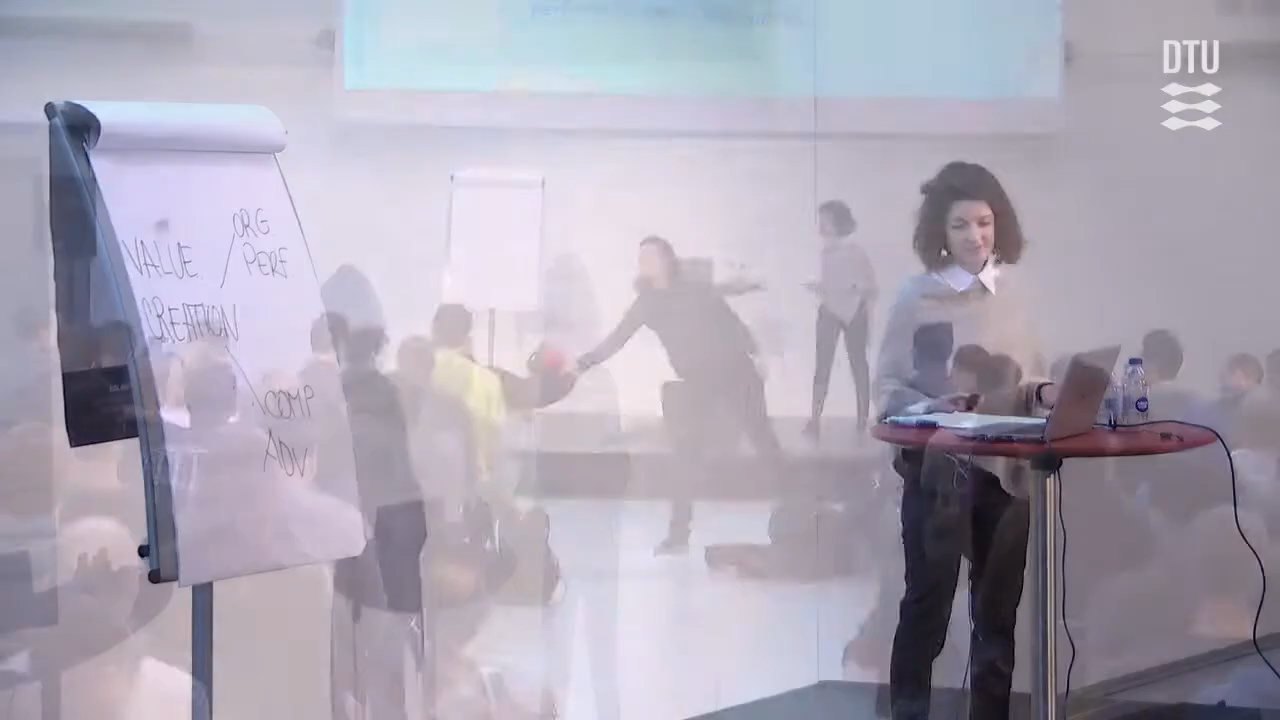 DTU
ORG
VALUE / PERF
CREATION
COMP
ADV